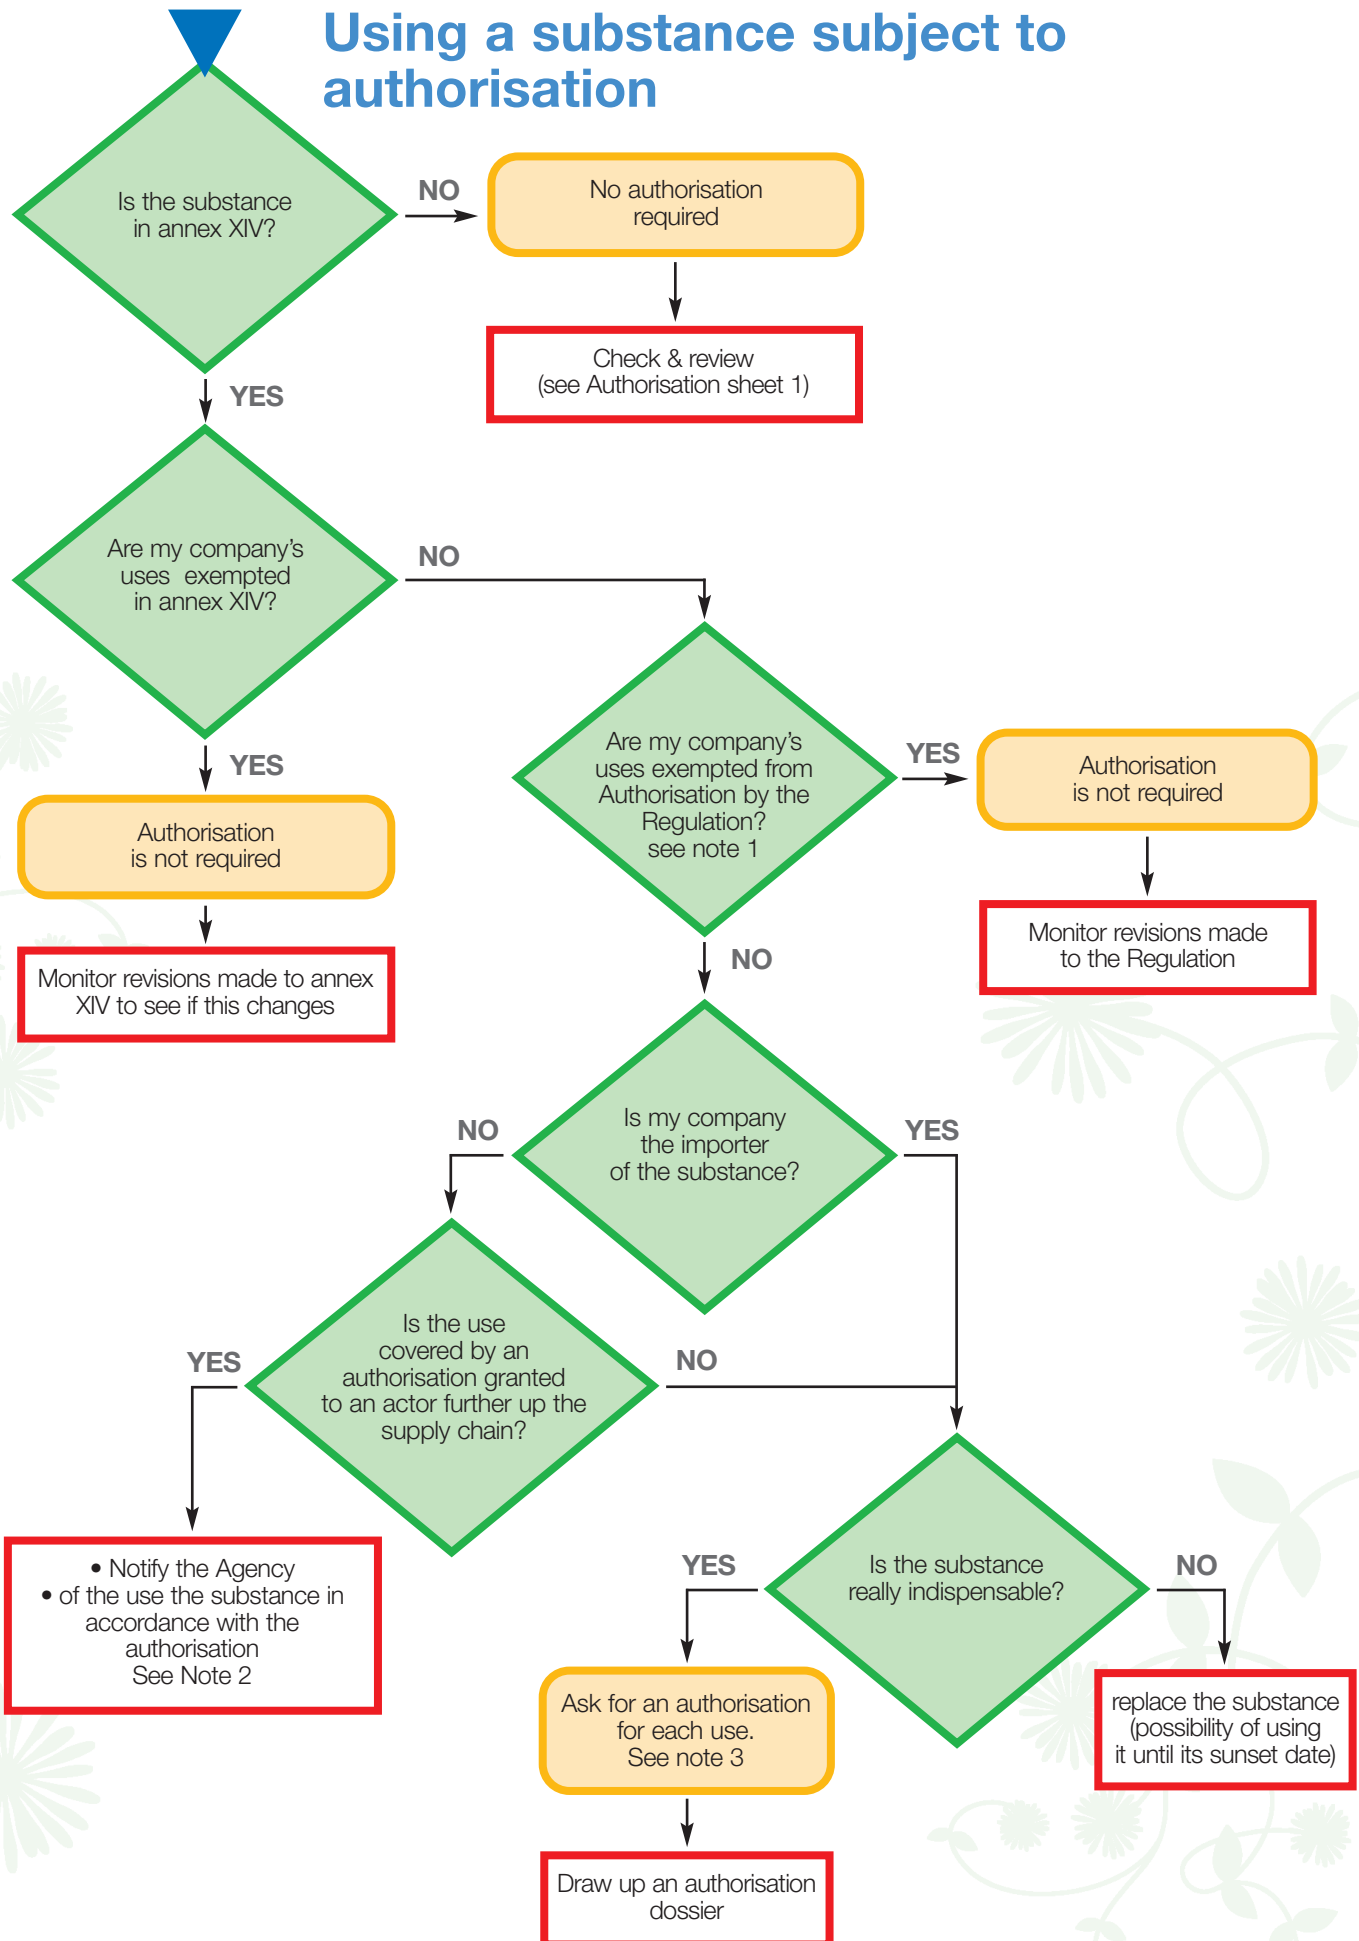 Using a substance subject to
authorisation
Is the substance
in annex XIV?
NO
No authorisation
required
Check & review
(see Authorisation sheet 1)
YES
Are my company's
uses exempted
in annex XIV?
NO
YES
Authorisation
is not required
Monitor revisions made to annex
XIV to see if this changes
Are my company's
uses exempted from
Authorisation by the
Regulation?
see note 1
YES
Authorisation
is not required
Monitor revisions made
to the Regulation
NO
Is my company
the importer
of the substance?
NO
YES
Is the use
covered by an
authorisation granted
to an actor further up the
supply chain?
YES
NO
• Notify the Agency
• of the use the substance in
accordance with the
authorisation
See Note 2
Is the substance
really indispensable?
YES
NO
Ask for an authorisation
for each use.
See note 3
replace the substance
(possibility of using
it until its sunset date)
Draw up an authorisation
dossier